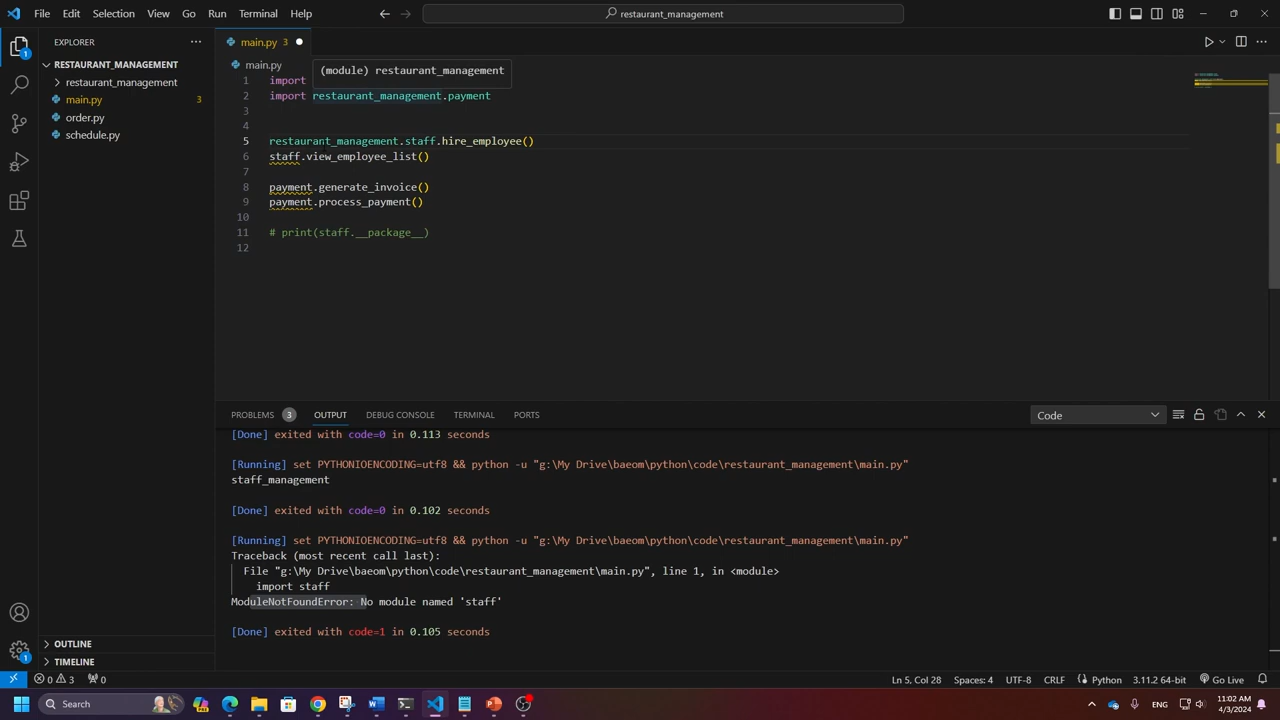 File Edit Selection View Go Run Terminal Help
restaurant_management
EXPLORER
RESTAURANT_MANAGEMENT
restaurant_management
main.py 3
order.py
schedule.py
OUTLINE
TIMELINE
main.py 3
main.py
(module) restaurant_management
1 import
2 import restaurant_management.payment
3
4
5 restaurant_management.staff.hire_employee()
6 staff.view_employee_list()
7
8 payment.generate_invoice()
9 payment.process_payment()
10
11 # print(staff.__package__)
12
PROBLEMS 3 OUTPUT DEBUG CONSOLE TERMINAL PORTS
Code
[Done] exited with code=0 in 0.113 seconds
[Running] set PYTHONIOENCODING=utf8 && python -u "g:\My Drive\baeom\python\code\restaurant_management\main.py"
staff_management
[Done] exited with code=0 in 0.102 seconds
[Running] set PYTHONIOENCODING=utf8 && python -u "g:\My Drive\baeom\python\code\restaurant_management\main.py"
Traceback (most recent call last):
File "g:\My Drive\baeom\python\code\restaurant_management\main.py", line 1, in <module>
import staff
ModuleNotFoundError: No module named 'staff'
[Done] exited with code=1 in 0.105 seconds
0 3 0
Ln 5, Col 28 Spaces: 4 UTF-8 CRLF Python 3.11.2 64-bit Go Live
Search
ENG
11:02 AM
4/3/2024